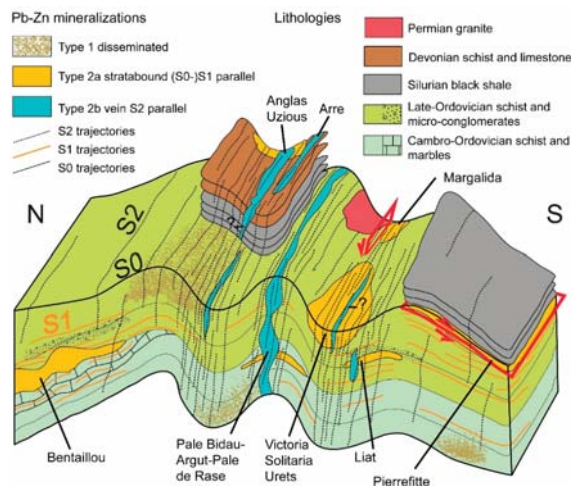 Pb-Zn mineralizations
Type 1 disseminated
Type 2a stratabound (S0-)S1 parallel
Type 2b vein S2 parallel
S2 trajectories
S1 trajectories
S0 trajectories
Lithologies
Permian granite
Devonian schist and limestone
Silurian black shale
Late-Ordovician schist and
micro-conglomerates
Cambro-Ordovician schist and
marbles
Anglas
Uzious
Arre
Margalida
N
S
S2
S0
S1
??
?
Bentaillou
Pale Bidau-
Argut-Pale
de Rase
Victoria
Solitaria
Urets
Liat
Pierrefitte